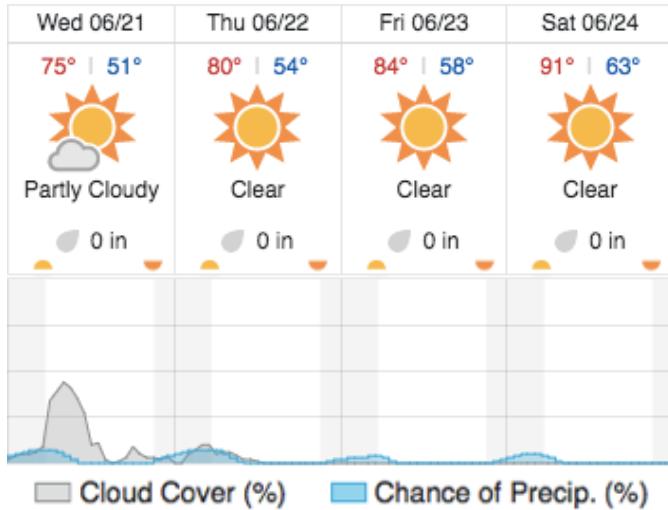 Wed 06/21 Thu 06/22 Fri 06/23 Sat 06/24
75° | 51° 80° | 54° 84° | 58° 91° | 63°
Partly Cloudy Clear Clear Clear
0 in 0 in 0 in 0 in
Cloud Cover (%) Chance of Precip. (%)